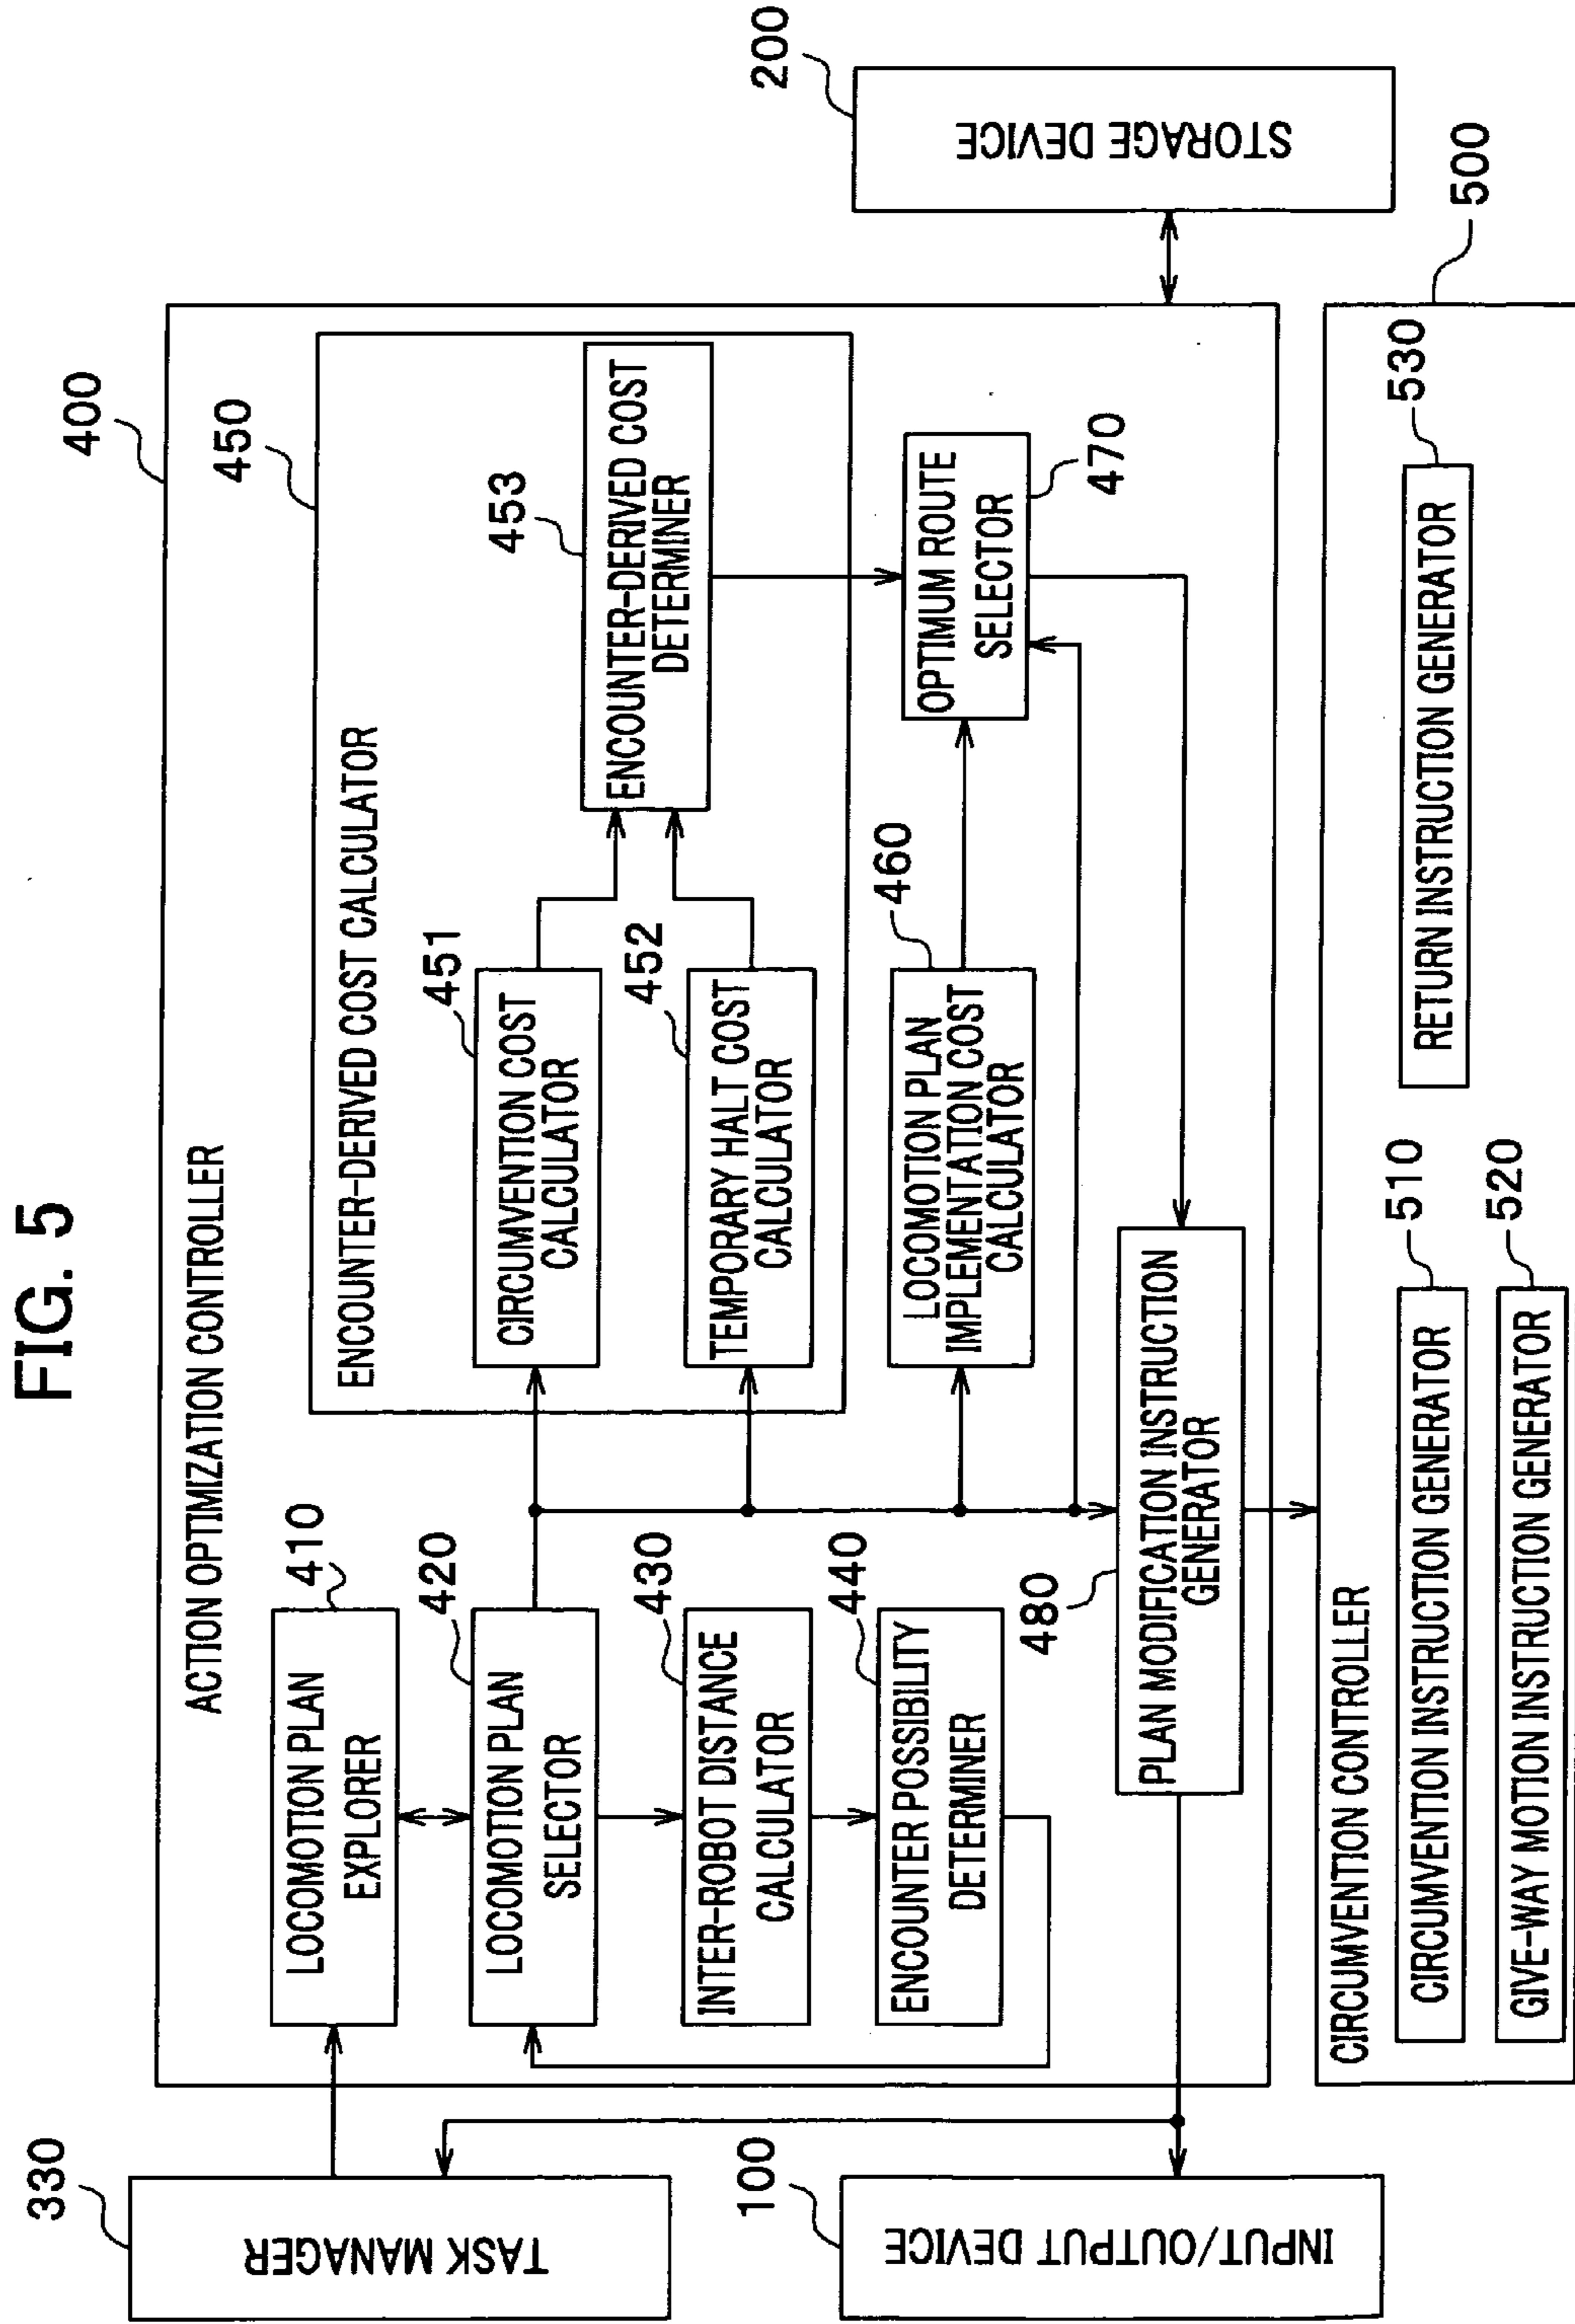 FIG. 5
400
ACTION OPTIMIZATION CONTROLLER
330
TASK MANAGER
100
INPUT/OUTPUT DEVICE
200
STORAGE DEVICE
410
LOCOMOTION PLAN
EXPLORER
420
LOCOMOTION PLAN
SELECTOR
430
INTER-ROBOT DISTANCE
CALCULATOR
440
ENCOUNTER POSSIBILITY
DETERMINER
450
ENCOUNTER-DERIVED COST CALCULATOR
451
CIRCUMVENTION COST
CALCULATOR
452
TEMPORARY HALT COST
CALCULATOR
453
ENCOUNTER-DERIVED COST
DETERMINER
460
LOCOMOTION PLAN
IMPLEMENTATION COST
CALCULATOR
470
OPTIMUM ROUTE
SELECTOR
480
PLAN MODIFICATION INSTRUCTION
GENERATOR
500
CIRCUMVENTION CONTROLLER
510
CIRCUMVENTION INSTRUCTION GENERATOR
520
GIVE-WAY MOTION INSTRUCTION GENERATOR
530
RETURN INSTRUCTION GENERATOR